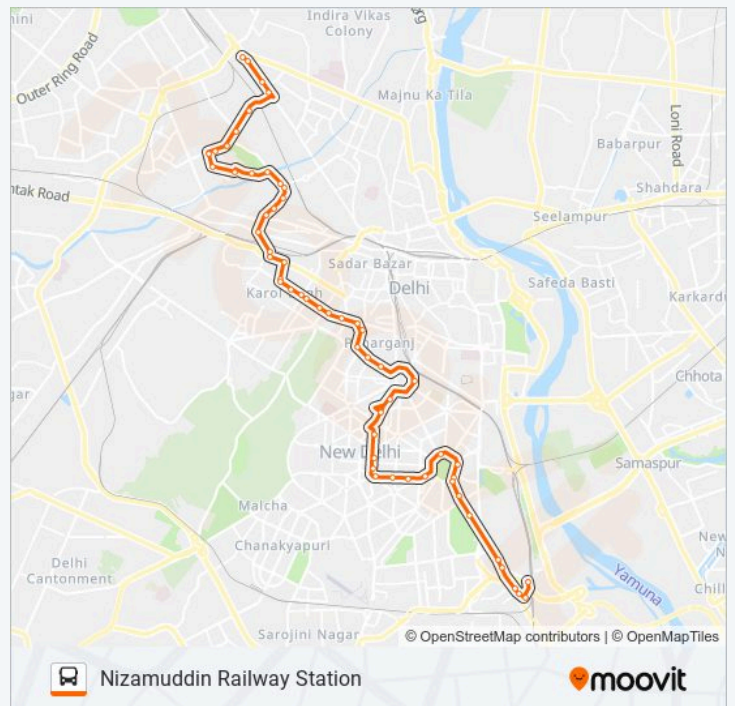 Indira Vikas
Colony
Outer Ring Road
Majnu Ka Tila
Loni Road
Babarpur
ntak Road
Shahdara
Seelampur
Sadar Bazar
Safeda Basti
Delhi
Karol
Karkard
Paharganj
Chhota
gar
New Delhi
Samaspur
Malcha
Chanakyapuri
New
N
Delhi
Cantonment
Yamuna
Chill
Sarojini Nagar
© OpenStreetMap contributors | © OpenMapTiles
Nizamuddin Railway Station
moovit